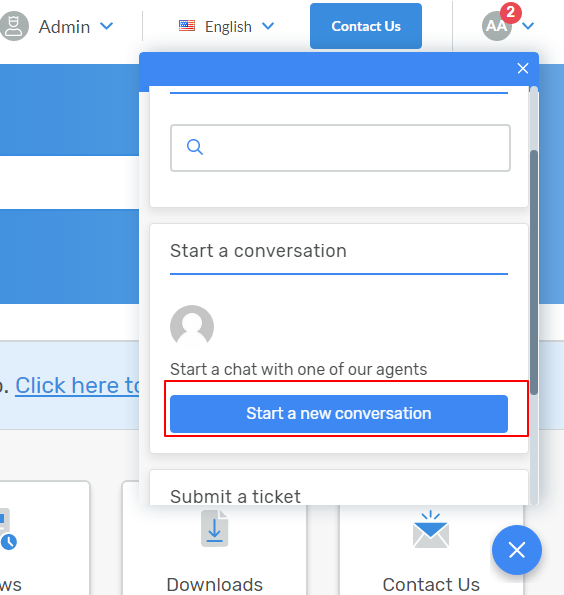 Admin
English
Contact Us
AA
2
Start a conversation
Start a chat with one of our agents
Start a new conversation
. Click here to
Submit a ticket
Downloads
Contact Us